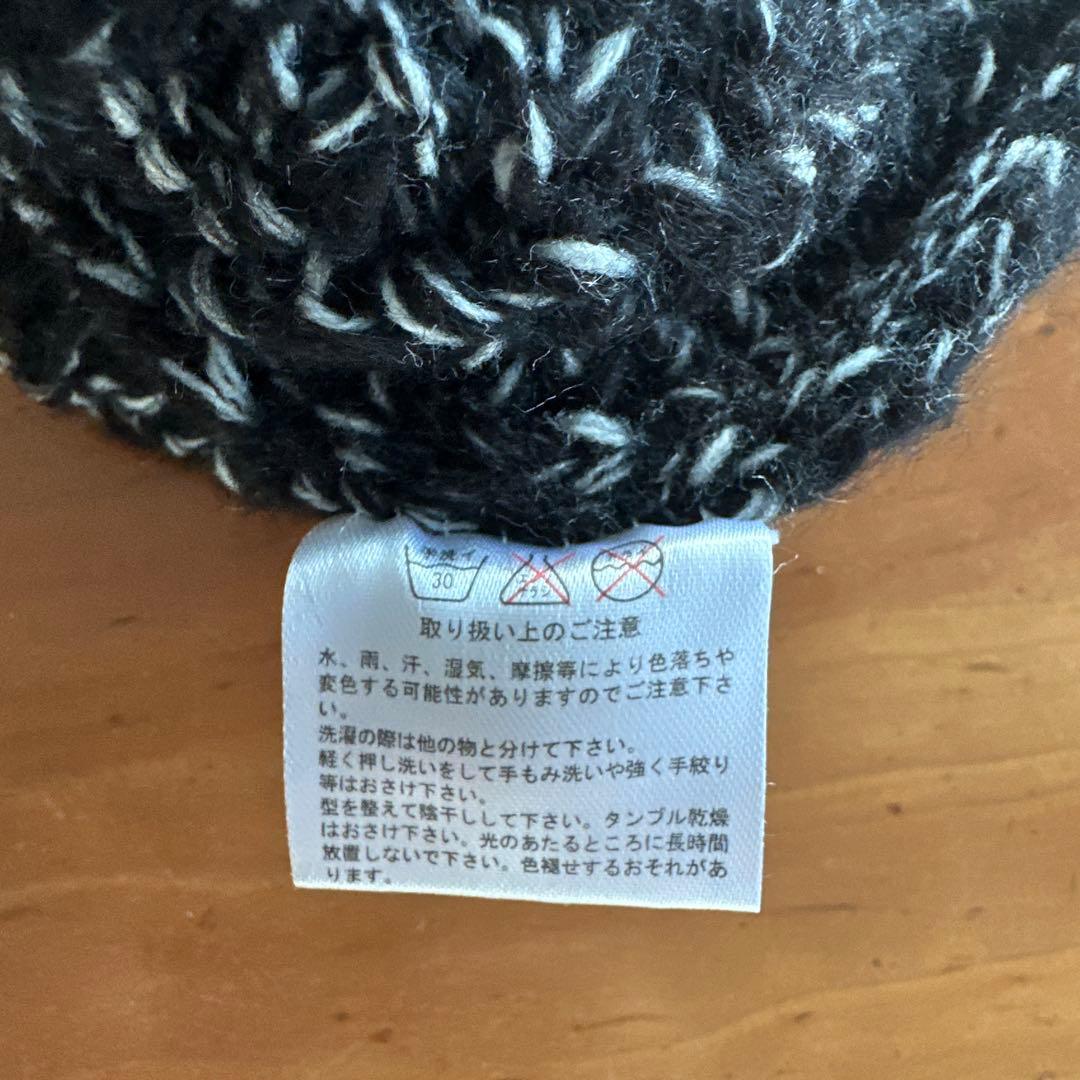 手洗イ
30
エンソ
サラシ
取り扱い上のご注意
水、雨、汗、湿気、摩擦等により色落ちや
変色する可能性がありますのでご注意下さ
い。
洗濯の際は他の物と分けて下さい。
軽く押し洗いをして手もみ洗いや強く手絞り
等はおさけ下さい。
型を整えて陰干しして下さい。タンブル乾燥
はおさけ下さい。光のあたるところに長時間
放置しないで下さい。色褪せするおそれがあ
ります。